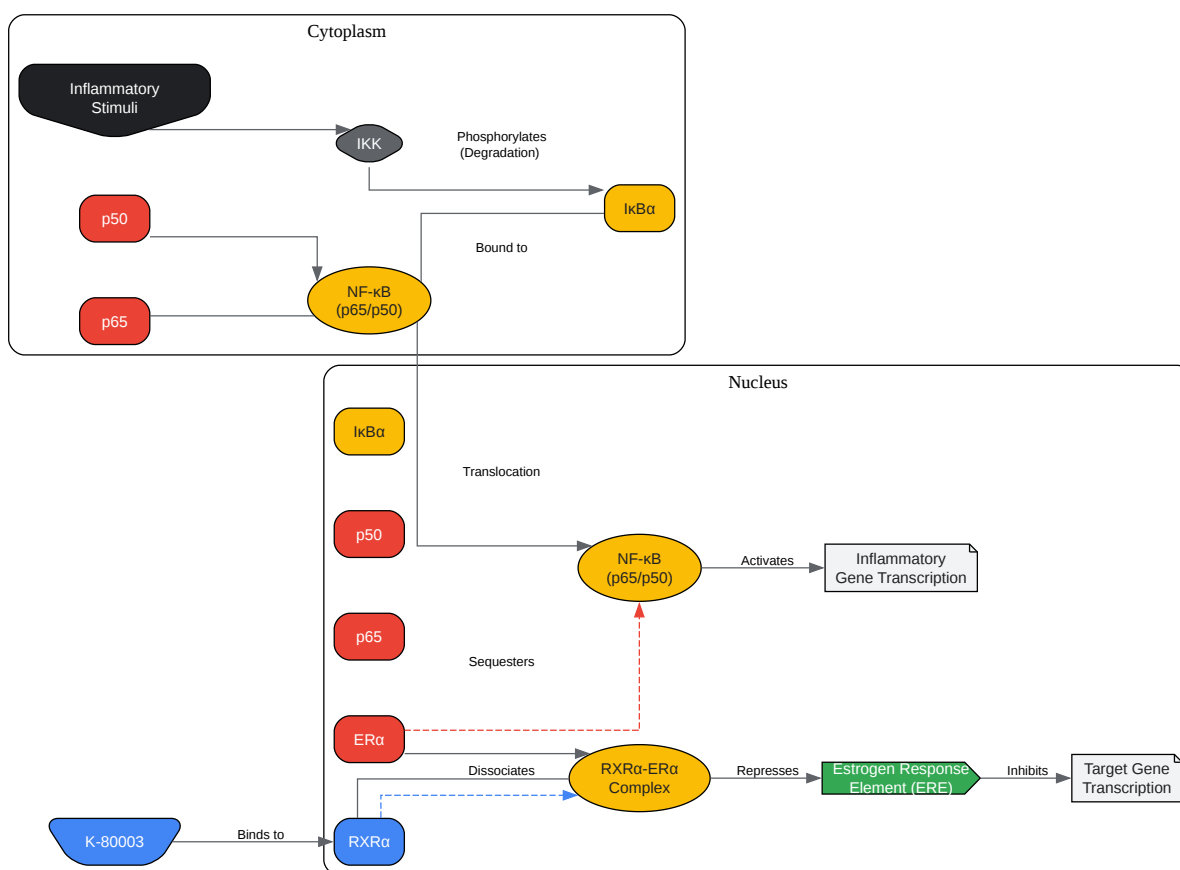 Cytoplasm
Inflammatory
Stimuli
IKK
Phosphorylates
(Degradation)
p50
IκBα
Bound to
NF-κB
(p65/p50)
p65
Nucleus
IκBα
Translocation
p50
NF-κB
(p65/p50)
Activates
Inflammatory
Gene Transcription
p65
Sequesters
ERα
Dissociates
RXRα-ERα
Complex
Represses
Estrogen Response
Element (ERE)
Inhibits
Target Gene
Transcription
K-80003
Binds to
RXRα